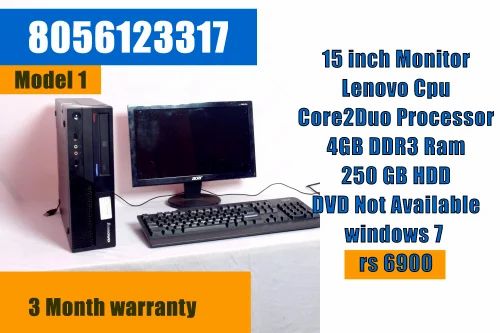 8056123317
Model 1
15 inch Monitor
Lenovo Cpu
Core2Duo Processor
4GB DDR3 Ram
250 GB HDD
DVD Not Available
windows 7
rs 6900
acer
3 Month warranty